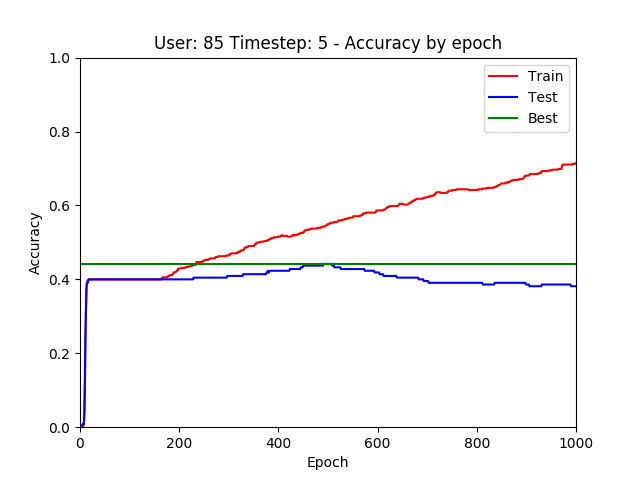 User: 85 Timestep: 5 - Accuracy by epoch
1.0
0.8
0.6
0.4
0.2
0.0
Accuracy
Train
Test
Best
0 200 400 600 800 1000
Epoch